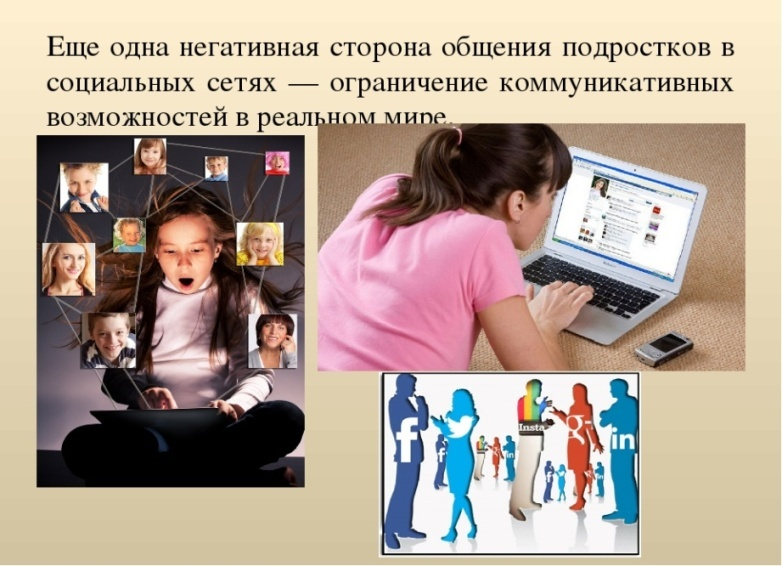 Еще одна негативная сторона общения подростков в
социальных сетях — ограничение коммуникативных
возможностей в реальном мире.
f
Insta
g+
in